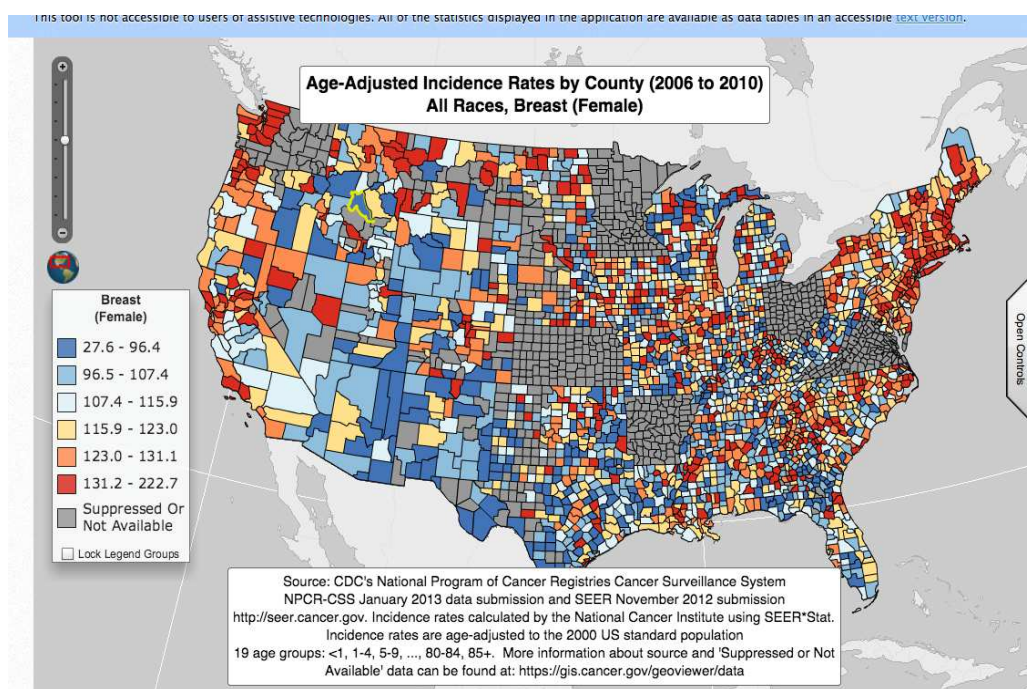 This tool is not accessible to users of assistive technologies. All of the statistics displayed in the application are available as data tables in an accessible text version.
Age-Adjusted Incidence Rates by County (2006 to 2010)
All Races, Breast (Female)
Breast
(Female)
27.6 - 96.4
96.5 - 107.4
107.4 - 115.9
115.9 - 123.0
123.0 - 131.1
131.2 - 222.7
Suppressed Or
Not Available
Lock Legend Groups
Open Controls
Source: CDC's National Program of Cancer Registries Cancer Surveillance System
NPCR-CSS January 2013 data submission and SEER November 2012 submission
http://seer.cancer.gov. Incidence rates calculated by the National Cancer Institute using SEER*Stat.
Incidence rates are age-adjusted to the 2000 US standard population
19 age groups: <1, 1-4, 5-9, ..., 80-84, 85+. More information about source and 'Suppressed or Not
Available' data can be found at: https://gis.cancer.gov/geoviewer/data